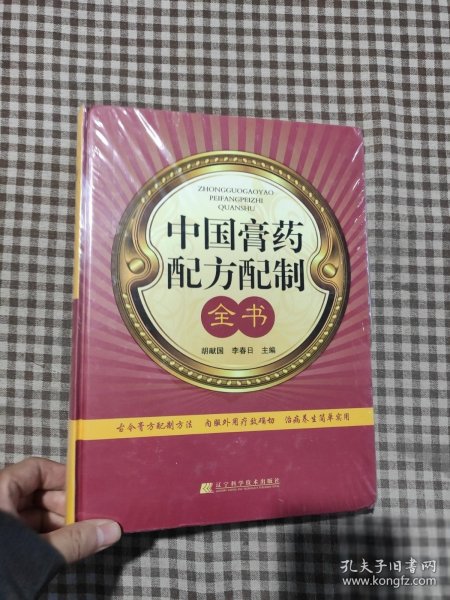 ZHONGGUOGAOYAO
PEIFANGPEIZHI
QUANSHU
中国膏药
配方配制
全书
胡献国 李春日 主编
古今膏方配制方法 内服外用疗效确切 治病养生简单实用
辽宁科学技术出版社
孔夫子旧书网
www.kongfz.com